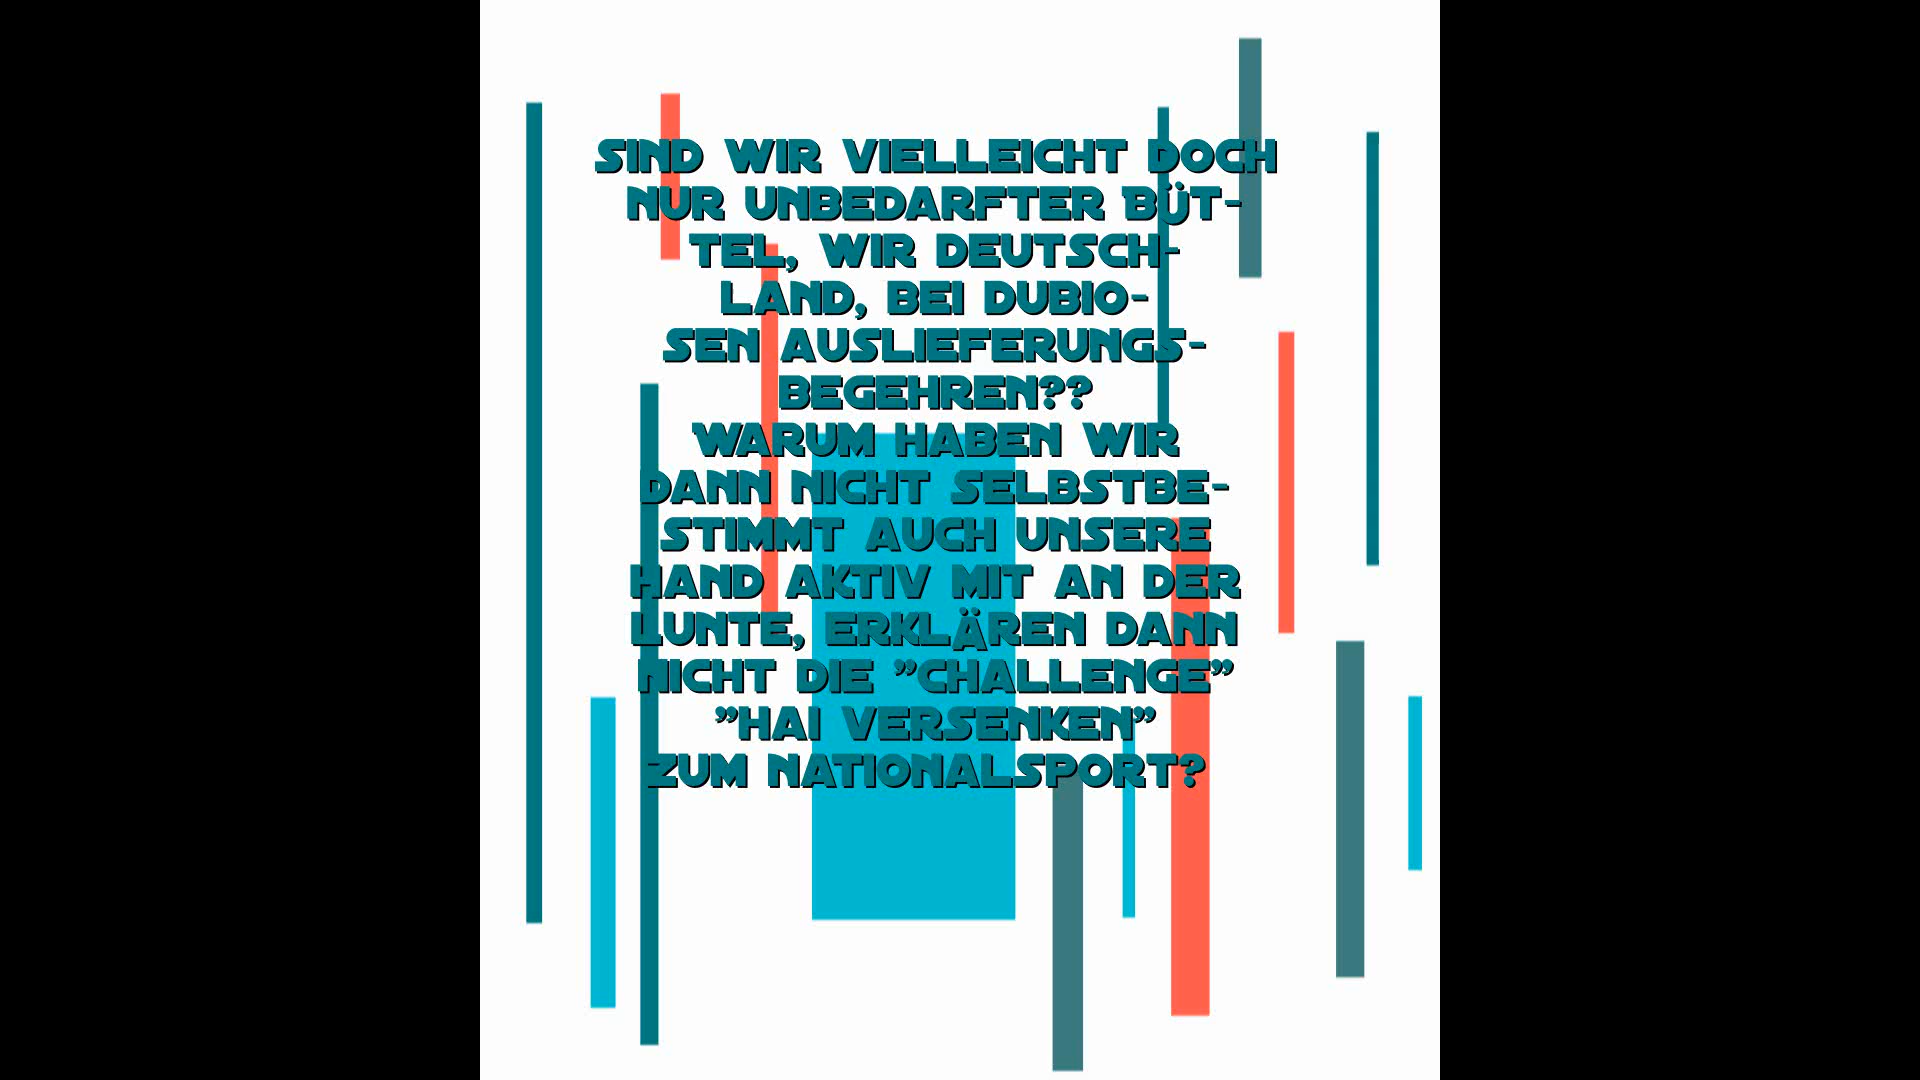 SIND WIR VIELLEICHT DOCH
NUR UNBEDARFTER BÜT-
TEL, WIR DEUTSCH-
LAND, BEI DUBIO-
SEN AUSLIEFERUNGS-
BEGEHREN??
WARUM HABEN WIR
DANN NICHT SELBSTBE-
STIMMT AUCH UNSERE
HAND AKTIV MIT AN DER
LUNTE, ERKLÄREN DANN
NICHT DIE ”CHALLENGE”
”HAI VERSENKEN”
ZUM NATIONALSPORT?